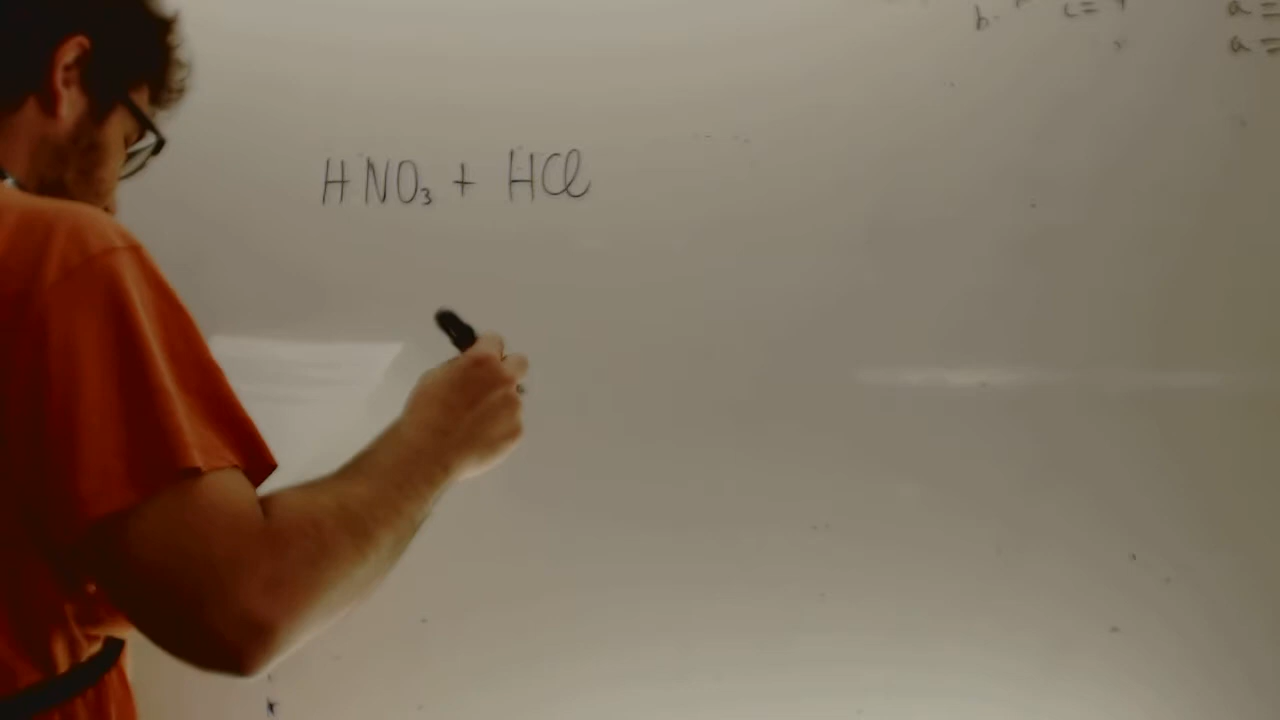 b. c= a =
a =
HNO₃ + HCl